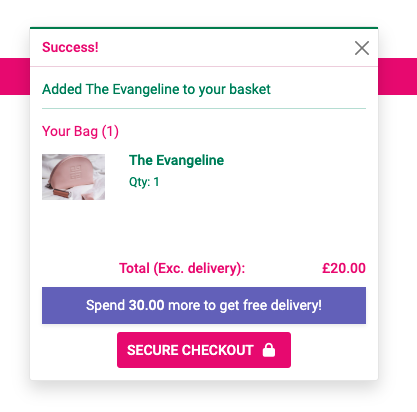 Success!
Added The Evangeline to your basket
Your Bag (1)
The Evangeline
Qty: 1
Total (Exc. delivery): £20.00
Spend 30.00 more to get free delivery!
SECURE CHECKOUT